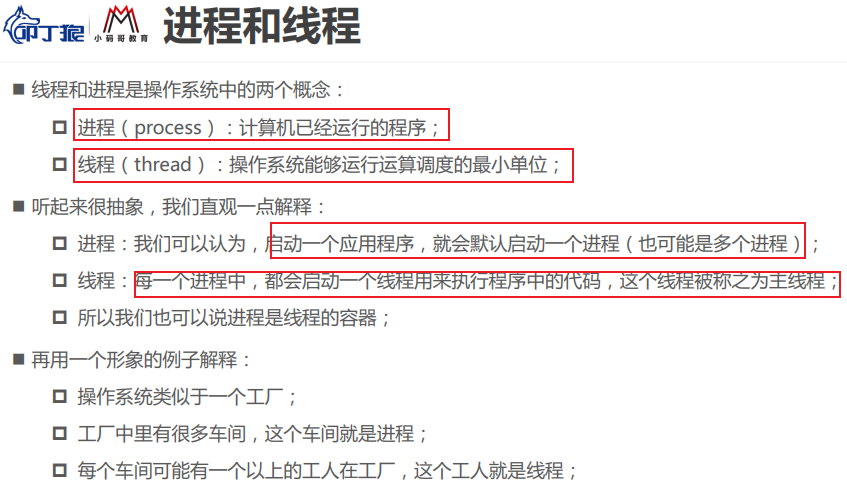 叩丁狼 小码哥教育 进程和线程
线程和进程是操作系统中的两个概念：
进程（process）：计算机已经运行的程序；
线程（thread）：操作系统能够运行运算调度的最小单位；
听起来很抽象，我们直观一点解释：
进程：我们可以认为，启动一个应用程序，就会默认启动一个进程（也可能是多个进程）；
线程：每一个进程中，都会启动一个线程用来执行程序中的代码，这个线程被称之为主线程；
所以我们也可以说进程是线程的容器；
再用一个形象的例子解释：
操作系统类似于一个工厂；
工厂中里有很多车间，这个车间就是进程；
每个车间可能有一个以上的工人在工厂，这个工人就是线程；